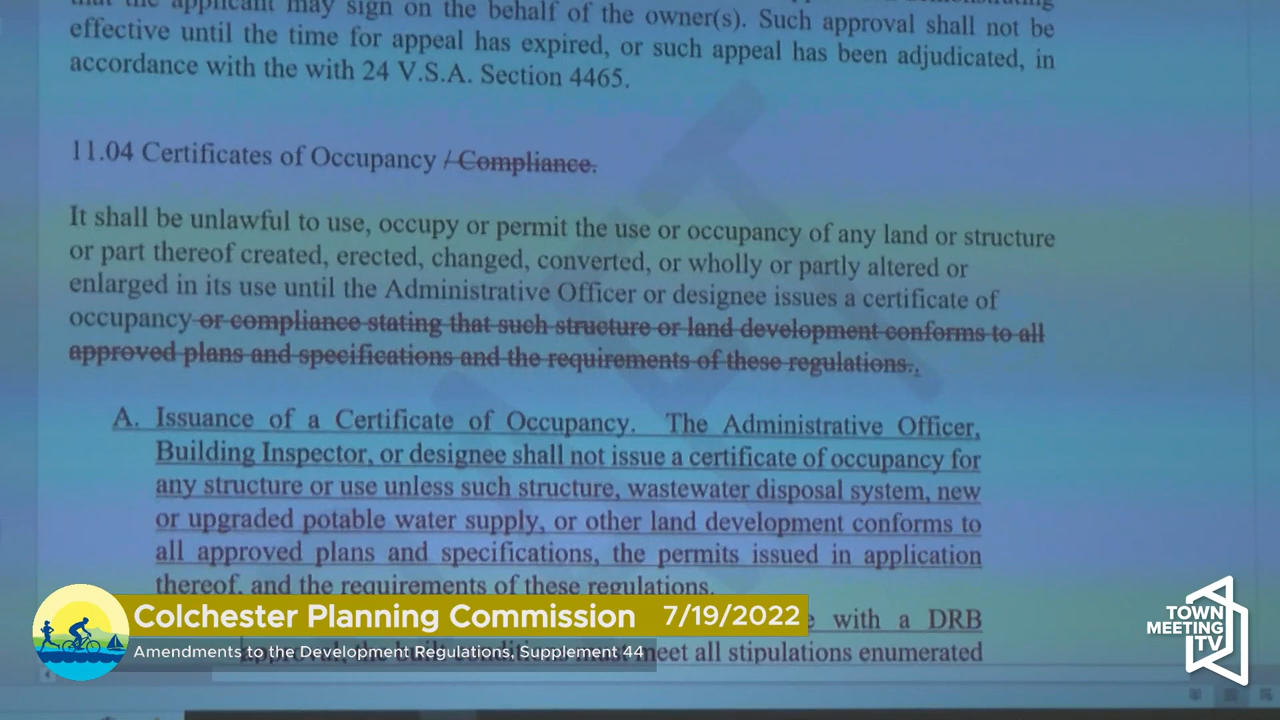 that the applicant may sign on the behalf of the owner(s). Such approval shall not be
effective until the time for appeal has expired, or such appeal has been adjudicated, in
accordance with the with 24 V.S.A. Section 4465.
11.04 Certificates of Occupancy / Compliance.
It shall be unlawful to use, occupy or permit the use or occupancy of any land or structure
or part thereof created, erected, changed, converted, or wholly or partly altered or
enlarged in its use until the Administrative Officer or designee issues a certificate of
occupancy or compliance stating that such structure or land development conforms to all
approved plans and specifications and the requirements of these regulations..
A. Issuance of a Certificate of Occupancy. The Administrative Officer,
Building Inspector, or designee shall not issue a certificate of occupancy for
any structure or use unless such structure, wastewater disposal system, new
or upgraded potable water supply, or other land development conforms to
all approved plans and specifications, the permits issued in application
thereof, and the requirements of these regulations.
with a DRB
meet all stipulations enumerated
Colchester Planning Commission 7/19/2022
Amendments to the Development Regulations, Supplement 44
TOWN
MEETING
TV